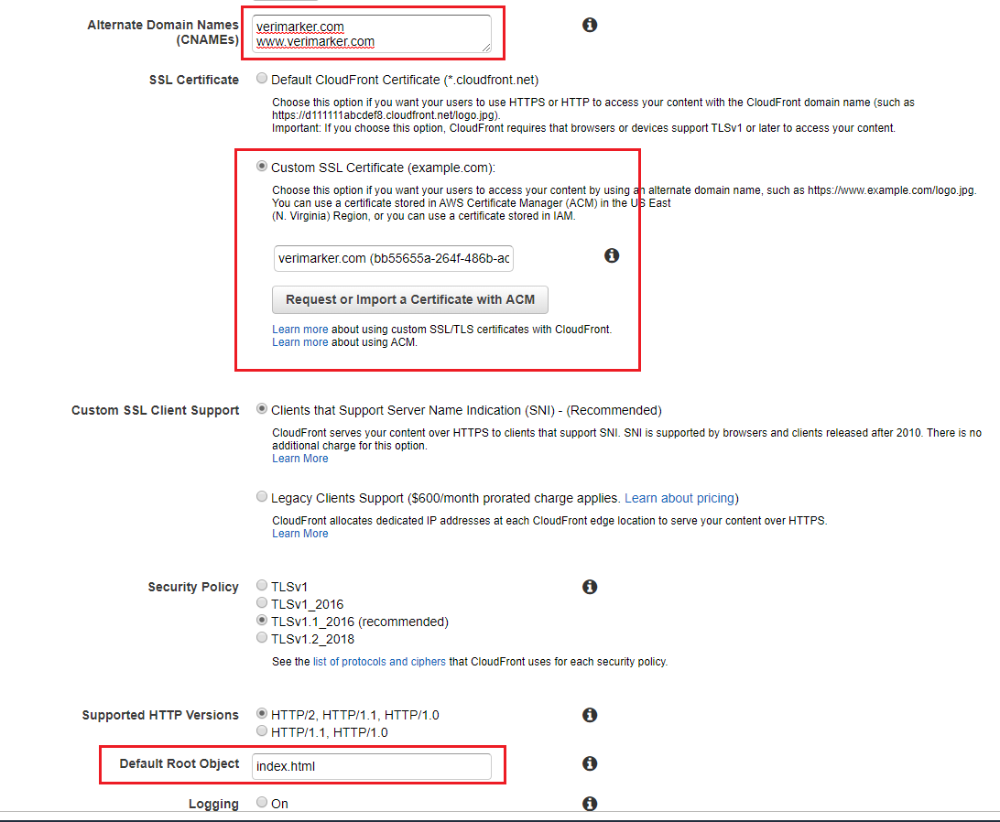 Alternate Domain Names
(CNAMEs)
verimarker.com
www.verimarker.com
SSL Certificate
Default CloudFront Certificate (*.cloudfront.net)
Choose this option if you want your users to use HTTPS or HTTP to access your content with the CloudFront domain name (such as
https://d111111abcdef8.cloudfront.net/logo.jpg).
Important: If you choose this option, CloudFront requires that browsers or devices support TLSv1 or later to access your content.
Custom SSL Certificate (example.com):
Choose this option if you want your users to access your content by using an alternate domain name, such as https://www.example.com/logo.jpg.
You can use a certificate stored in AWS Certificate Manager (ACM) in the US East
(N. Virginia) Region, or you can use a certificate stored in IAM.
verimarker.com (bb55655a-264f-486b-ac
Request or Import a Certificate with ACM
Learn more about using custom SSL/TLS certificates with CloudFront.
Learn more about using ACM.
Custom SSL Client Support
Clients that Support Server Name Indication (SNI) - (Recommended)
CloudFront serves your content over HTTPS to clients that support SNI. SNI is supported by browsers and clients released after 2010. There is no
additional charge for this option.
Learn More
Legacy Clients Support ($600/month prorated charge applies. Learn about pricing)
CloudFront allocates dedicated IP addresses at each CloudFront edge location to serve your content over HTTPS.
Learn More
Security Policy
TLSv1
TLSv1_2016
TLSv1.1_2016 (recommended)
TLSv1.2_2018
See the list of protocols and ciphers that CloudFront uses for each security policy.
Supported HTTP Versions
HTTP/2, HTTP/1.1, HTTP/1.0
HTTP/1.1, HTTP/1.0
Default Root Object
index.html
Logging
On